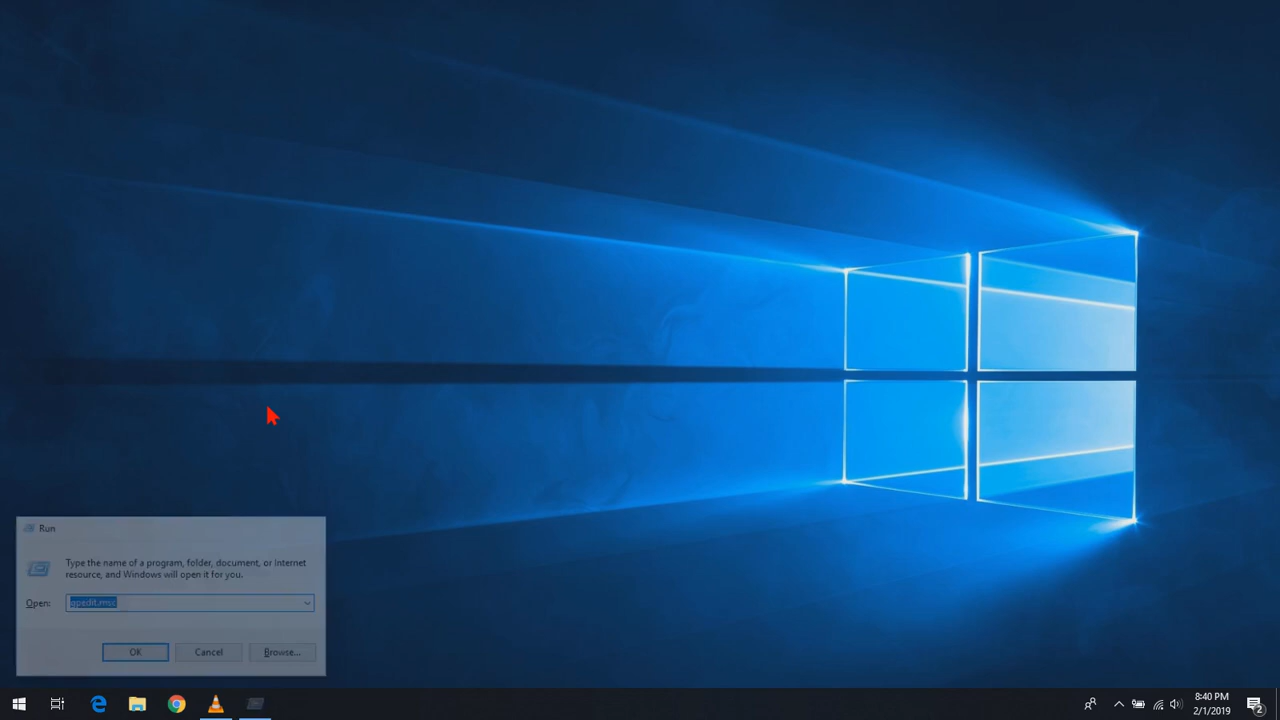 Run
Type the name of a program, folder, document, or Internet
resource, and Windows will open it for you.
Open:
gpedit.msc
OK
Cancel
Browse...
8:40 PM
2/1/2019
2